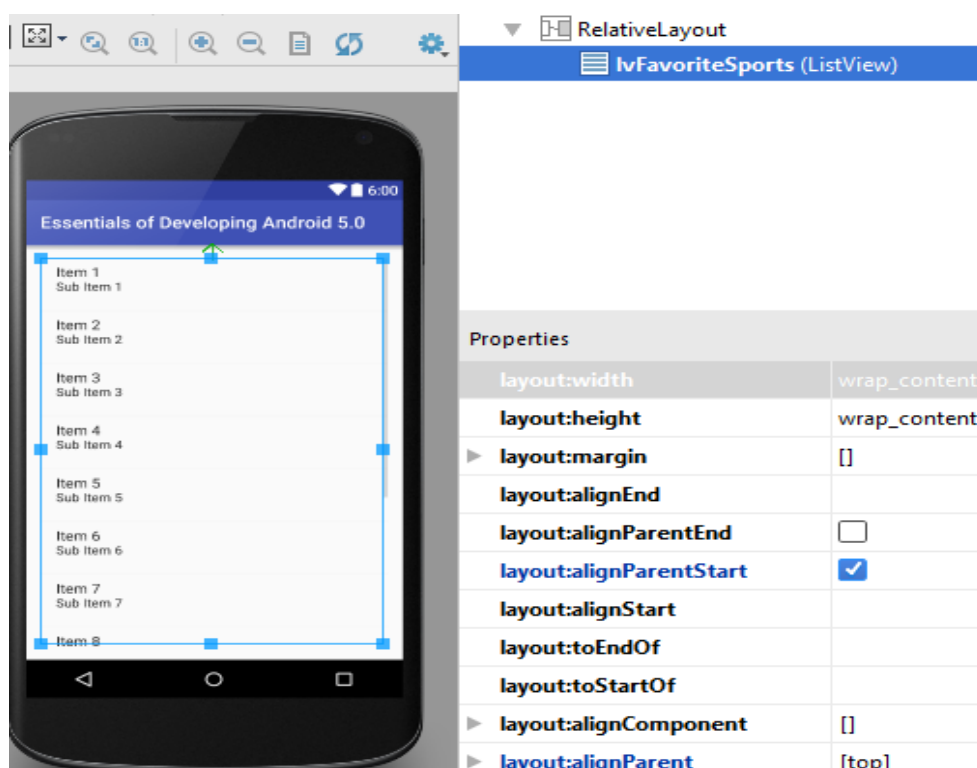 1:1
6:00
Essentials of Developing Android 5.0
Item 1
Sub Item 1
Item 2
Sub Item 2
Item 3
Sub Item 3
Item 4
Sub Item 4
Item 5
Sub Item 5
Item 6
Sub Item 6
Item 7
Sub Item 7
Item 8
RelativeLayout
lvFavoriteSports (ListView)
Properties
layout:width wrap_content
layout:height wrap_content
layout:margin []
layout:alignEnd
layout:alignParentEnd
layout:alignParentStart
layout:alignStart
layout:toEndOf
layout:toStartOf
layout:alignComponent []
layout:alignParent [top]